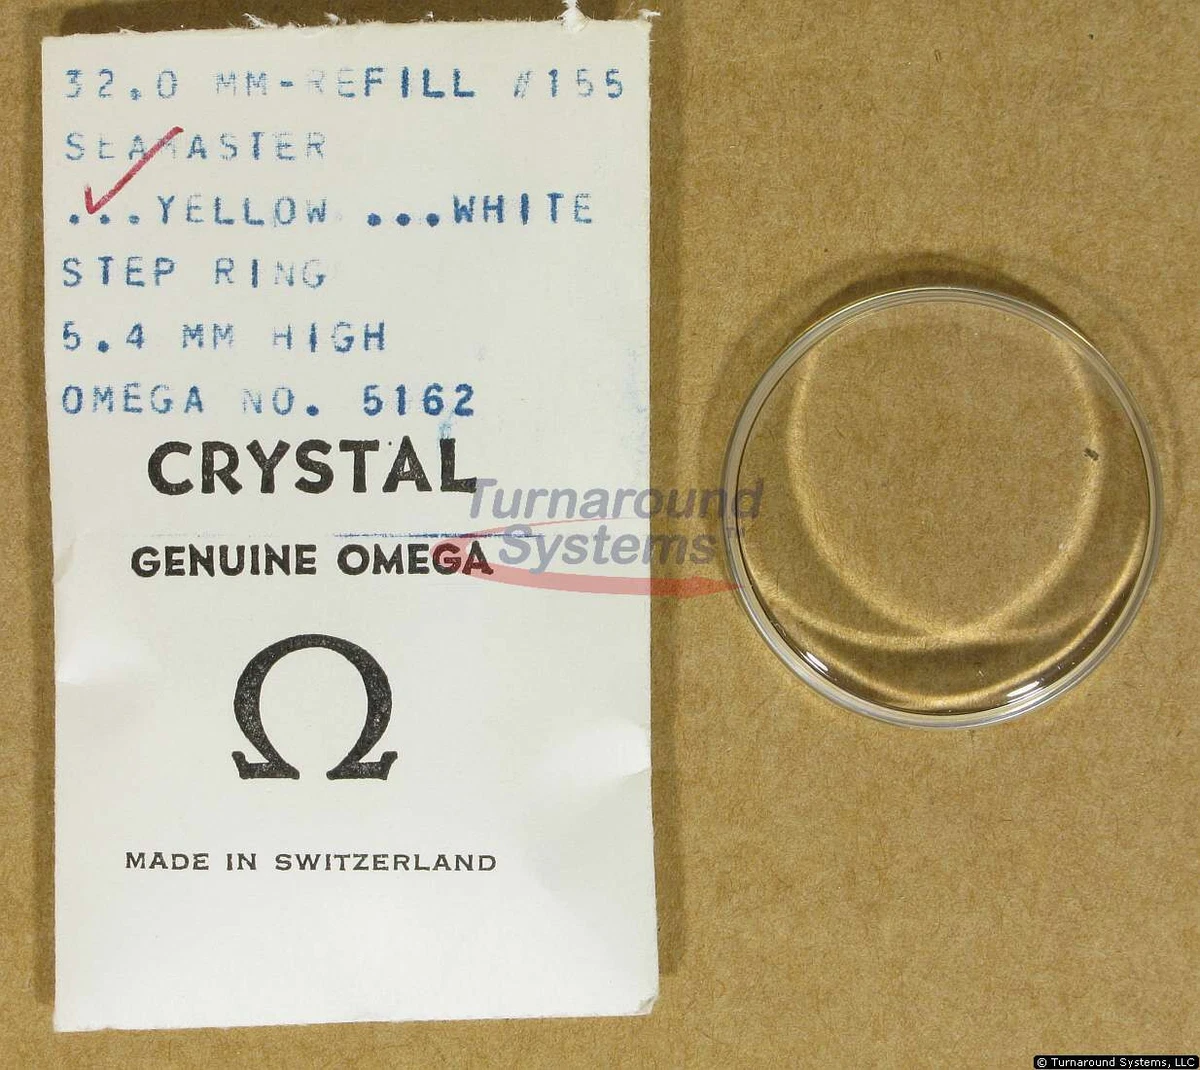 32.0 MM-REFILL #155
SEAMASTER
...YELLOW ...WHITE
STEP RING
5.4 MM HIGH
OMEGA NO. 5162
CRYSTAL
GENUINE OMEGA
Ω
MADE IN SWITZERLAND
Turnaround
Systems™
© Turnaround Systems, LLC